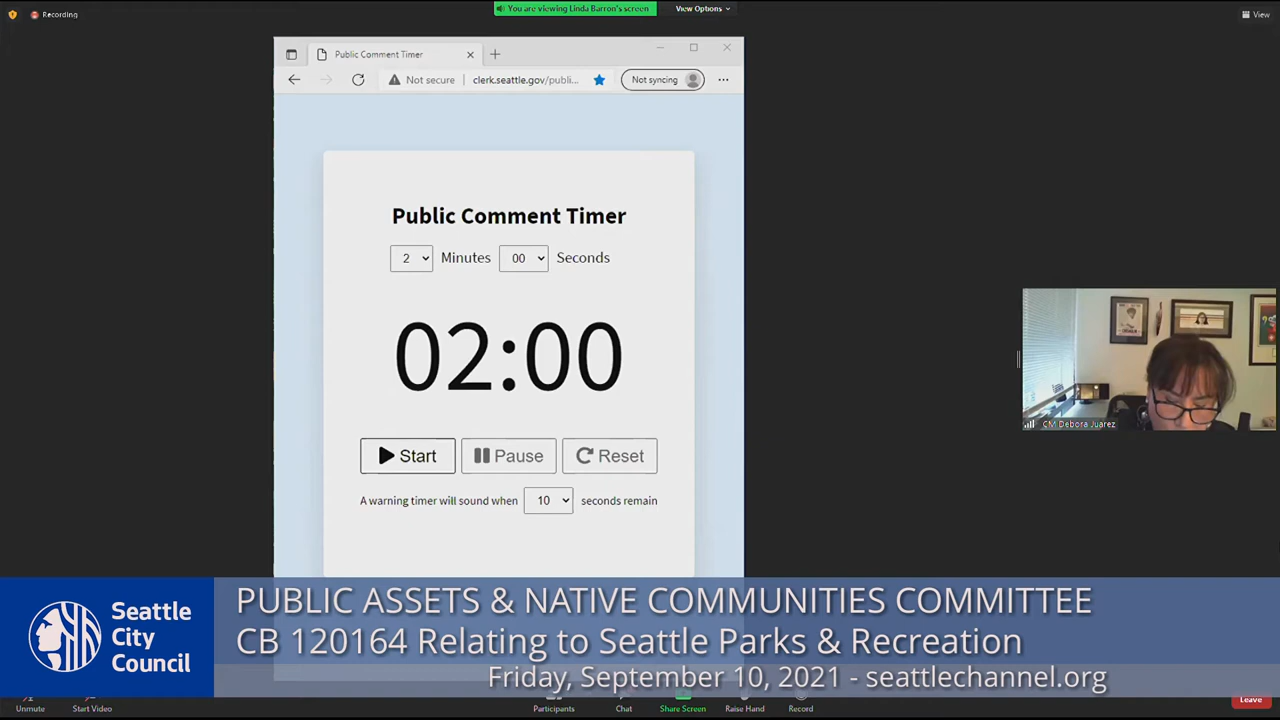 Recording
You are viewing Linda Barron's screen
View Options
View
Public Comment Timer
Not secure
clerk.seattle.gov/publi...
Not syncing
Public Comment Timer
2 Minutes 00 Seconds
02:00
Start Pause Reset
A warning timer will sound when 10 seconds remain
CM Debora Juarez
Seattle
City
Council
PUBLIC ASSETS & NATIVE COMMUNITIES COMMITTEE
CB 120164 Relating to Seattle Parks & Recreation
Friday, September 10, 2021 - seattlechannel.org
Unmute
Start Video
Participants
Chat
Share Screen
Raise Hand
Record
Leave